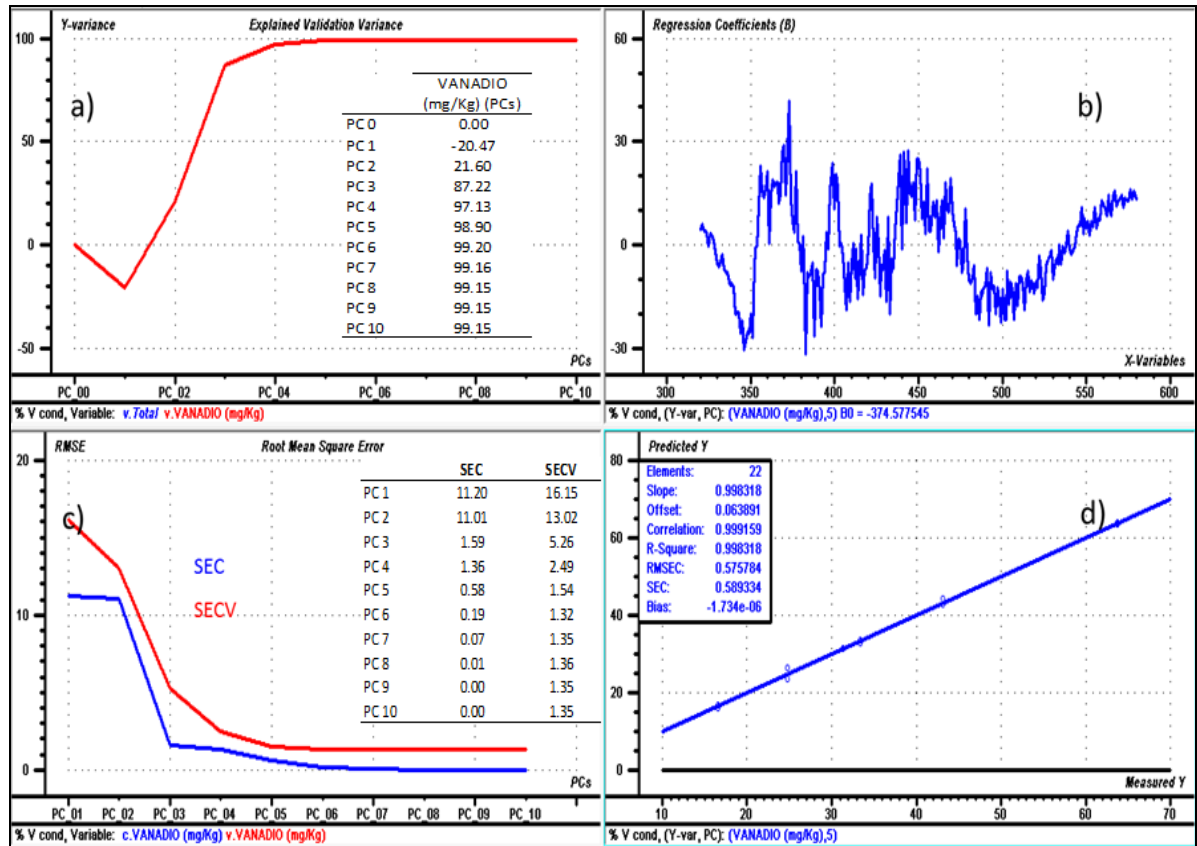 Y-variance Explained Validation Variance
100
50
0
-50
a)
VANADIO
(mg/Kg) (PCs)
PC 0 0.00
PC 1 -20.47
PC 2 21.60
PC 3 87.22
PC 4 97.13
PC 5 98.90
PC 6 99.20
PC 7 99.16
PC 8 99.15
PC 9 99.15
PC 10 99.15
PCs
PC_00 PC_02 PC_04 PC_06 PC_08 PC_10
% V cond, Variable: v.Total v.VANADIO (mg/Kg)
Regression Coefficients (B)
60
30
0
-30
b)
X-Variables
300 350 400 450 500 550 600
% V cond, (Y-var, PC): (VANADIO (mg/Kg),5) B0 = -374.577545
RMSE Root Mean Square Error
20
10
0
c)
SEC
SECV
SEC SECV
PC 1 11.20 16.15
PC 2 11.01 13.02
PC 3 1.59 5.26
PC 4 1.36 2.49
PC 5 0.58 1.54
PC 6 0.19 1.32
PC 7 0.07 1.35
PC 8 0.01 1.36
PC 9 0.00 1.35
PC 10 0.00 1.35
PCs
PC_01 PC_02 PC_03 PC_04 PC_05 PC_06 PC_07 PC_08 PC_09 PC_10
% V cond, Variable: c.VANADIO (mg/Kg) v.VANADIO (mg/Kg)
Predicted Y
80
60
40
20
0
Elements: 22
Slope: 0.998318
Offset: 0.063891
Correlation: 0.999159
R-Square: 0.998318
RMSEC: 0.575784
SEC: 0.589334
Bias: -1.734e-06
d)
Measured Y
10 20 30 40 50 60 70
% V cond, (Y-var, PC): (VANADIO (mg/Kg),5)